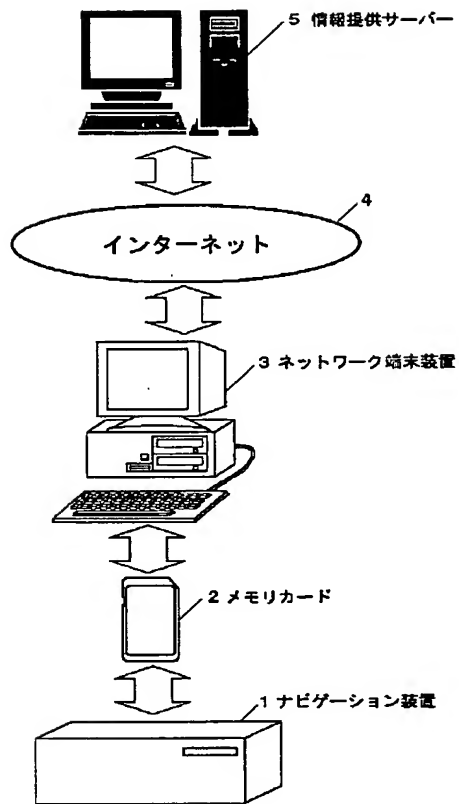 5 情報提供サーバー
4
インターネット
3 ネットワーク端末装置
2 メモリカード
1 ナビゲーション装置